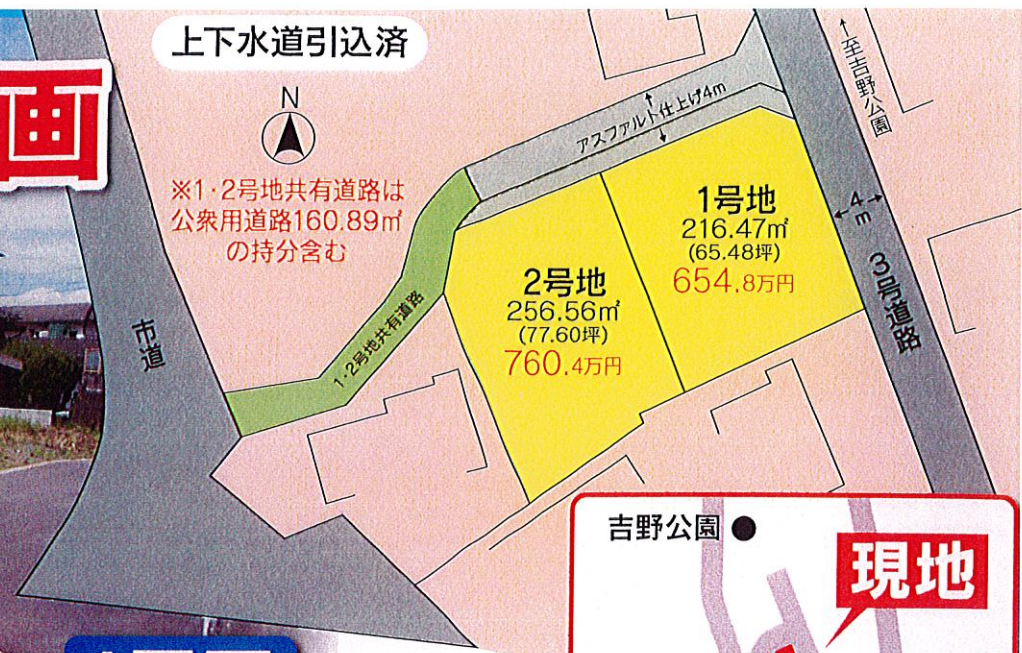 上下水道引込済
画
N
※1・2号地共有道路は
公衆用道路160.89㎡
の持分含む
アスファルト仕上げ4m
↑至吉野公園
1号地
216.47㎡
(65.48坪)
654.8万円
4m
3号道路
2号地
256.56㎡
(77.60坪)
760.4万円
1・2号地共有道路
市道
吉野公園
現地